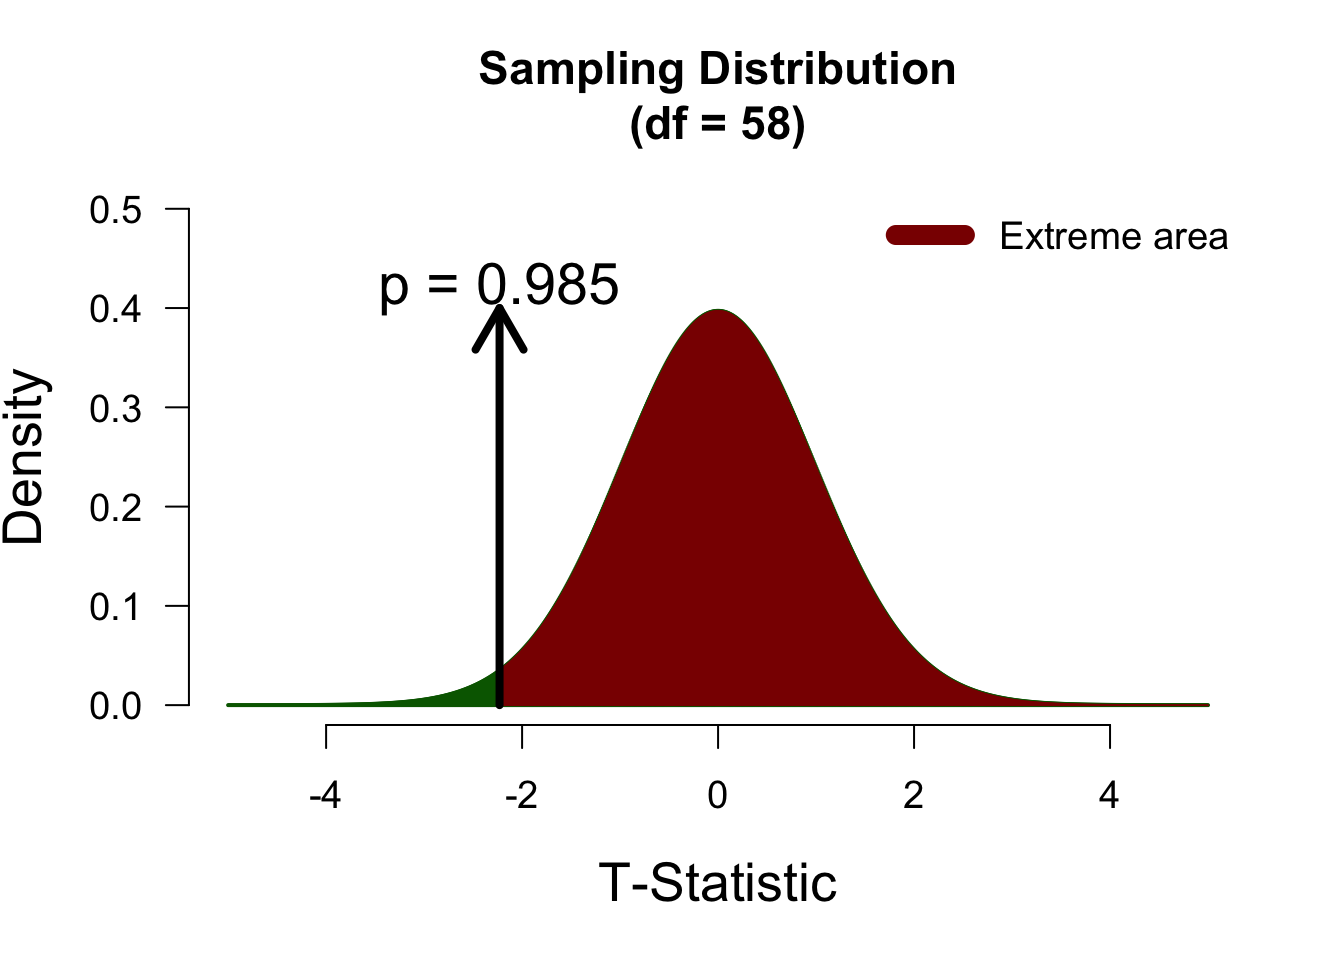 Sampling Distribution
(df = 58)
Extreme area
p = 0.985
Density
0.5
0.4
0.3
0.2
0.1
0.0
-4
-2
0
2
4
T-Statistic